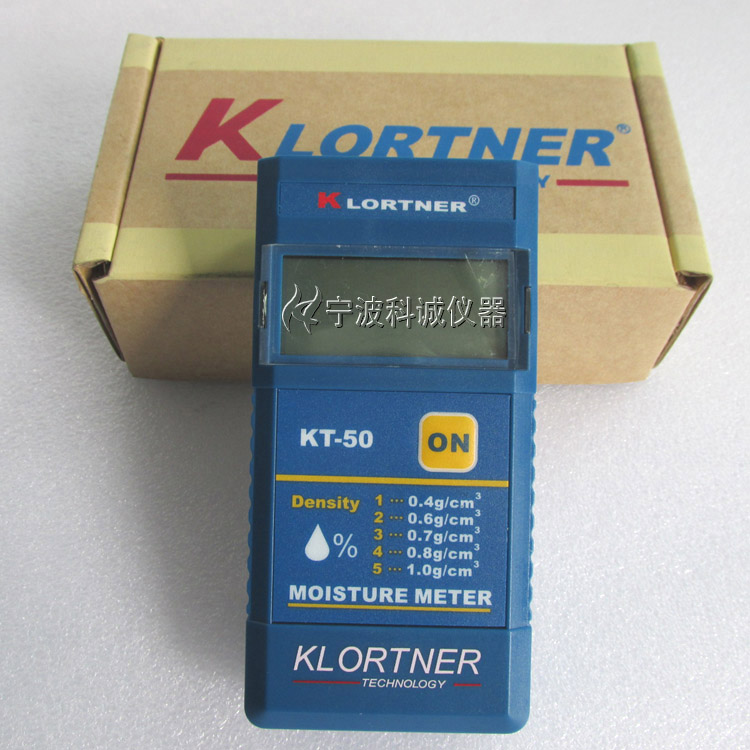 KLORTNER®
KLORTNER®
宁波科诚仪器
KT-50
ON
Density 1 ··· 0.4g/cm³
2 ··· 0.6g/cm³
3 ··· 0.7g/cm³
4 ··· 0.8g/cm³
5 ··· 1.0g/cm³
%
MOISTURE METER
KLORTNER
TECHNOLOGY